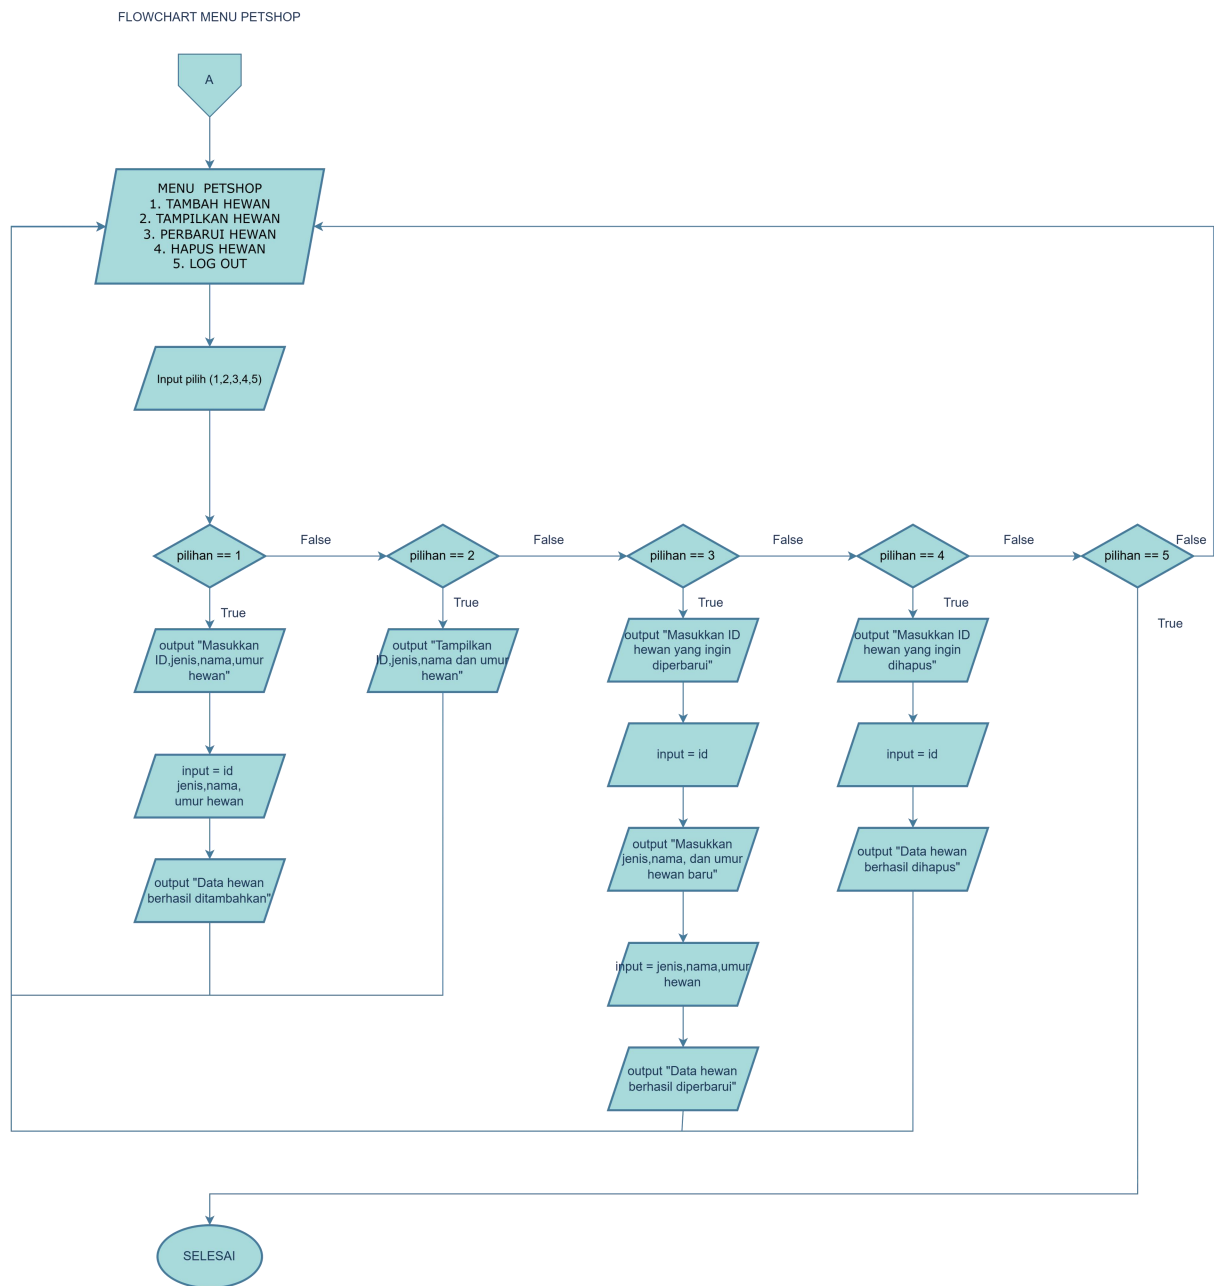 FLOWCHART MENU PETSHOP
A
MENU PETSHOP
1. TAMBAH HEWAN
2. TAMPILKAN HEWAN
3. PERBARUI HEWAN
4. HAPUS HEWAN
5. LOG OUT
Input pilih (1,2,3,4,5)
pilihan == 1
False
pilihan == 2
False
pilihan == 3
False
pilihan == 4
False
pilihan == 5
False
True
True
True
True
True
output "Masukkan
ID,jenis,nama,umur
hewan"
output "Tampilkan
ID,jenis,nama dan umur
hewan"
output "Masukkan ID
hewan yang ingin
diperbarui"
output "Masukkan ID
hewan yang ingin
dihapus"
input = id
jenis,nama,
umur hewan
input = id
input = id
output "Data hewan
berhasil ditambahkan"
output "Masukkan
jenis,nama, dan umur
hewan baru"
output "Data hewan
berhasil dihapus"
input = jenis,nama,umur
hewan
output "Data hewan
berhasil diperbarui"
SELESAI